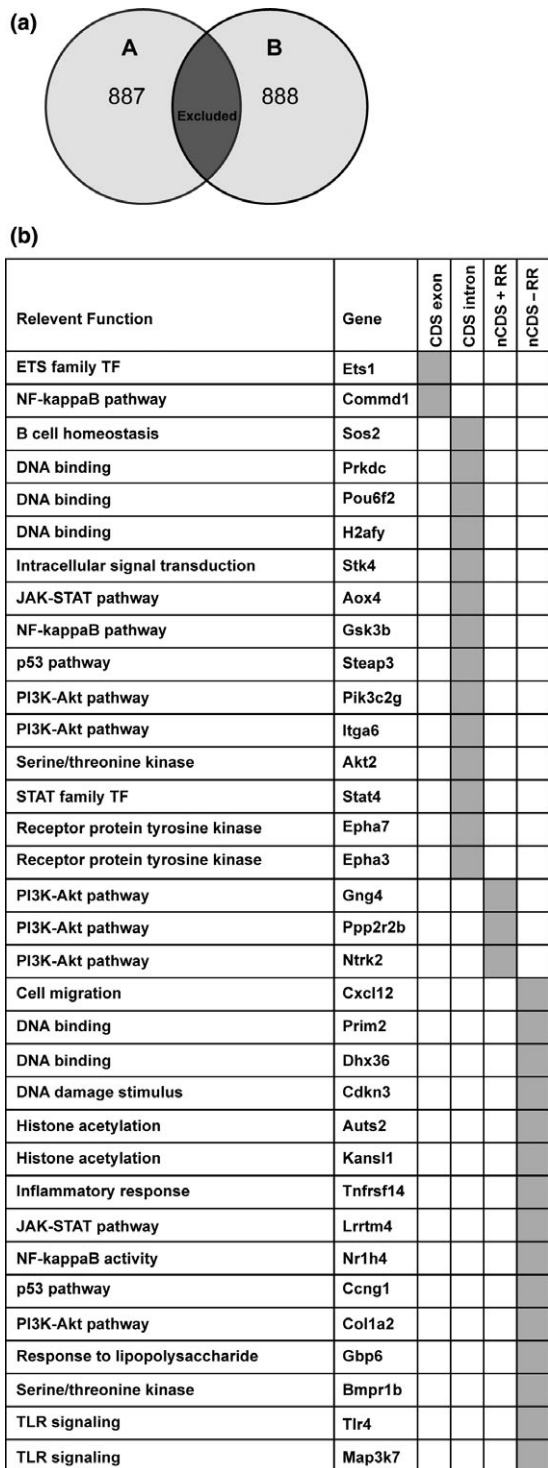 (a)
A B
887 888
Excluded
(b)
Relevent Function Gene CDS exon CDS intron nCDS + RR nCDS – RR
ETS family TF Ets1
NF-kappaB pathway Commd1
B cell homeostasis Sos2
DNA binding Prkdc
DNA binding Pou6f2
DNA binding H2afy
Intracellular signal transduction Stk4
JAK-STAT pathway Aox4
NF-kappaB pathway Gsk3b
p53 pathway Steap3
PI3K-Akt pathway Pik3c2g
PI3K-Akt pathway Itga6
Serine/threonine kinase Akt2
STAT family TF Stat4
Receptor protein tyrosine kinase Epha7
Receptor protein tyrosine kinase Epha3
PI3K-Akt pathway Gng4
PI3K-Akt pathway Ppp2r2b
PI3K-Akt pathway Ntrk2
Cell migration Cxcl12
DNA binding Prim2
DNA binding Dhx36
DNA damage stimulus Cdkn3
Histone acetylation Auts2
Histone acetylation Kansl1
Inflammatory response Tnfrsf14
JAK-STAT pathway Lrrtm4
NF-kappaB activity Nr1h4
p53 pathway Ccng1
PI3K-Akt pathway Col1a2
Response to lipopolysaccharide Gbp6
Serine/threonine kinase Bmpr1b
TLR signaling Tlr4
TLR signaling Map3k7